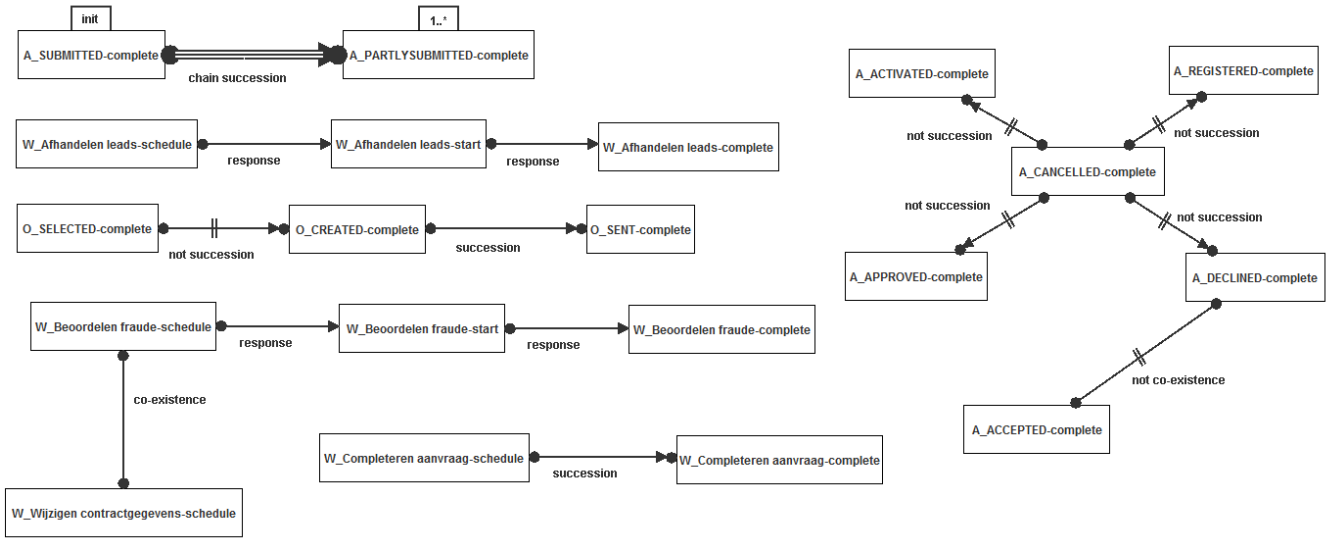 init
1..*
A_SUBMITTED-complete
A_PARTLYSUBMITTED-complete
chain succession
W_Afhandelen leads-schedule
W_Afhandelen leads-start
W_Afhandelen leads-complete
response
response
O_SELECTED-complete
O_CREATED-complete
O_SENT-complete
not succession
succession
W_Beoordelen fraude-schedule
W_Beoordelen fraude-start
W_Beoordelen fraude-complete
response
response
co-existence
W_Completeren aanvraag-schedule
W_Completeren aanvraag-complete
succession
W_Wijzigen contractgegevens-schedule
A_ACTIVATED-complete
A_REGISTERED-complete
not succession
not succession
A_CANCELLED-complete
not succession
not succession
A_APPROVED-complete
A_DECLINED-complete
not co-existence
A_ACCEPTED-complete